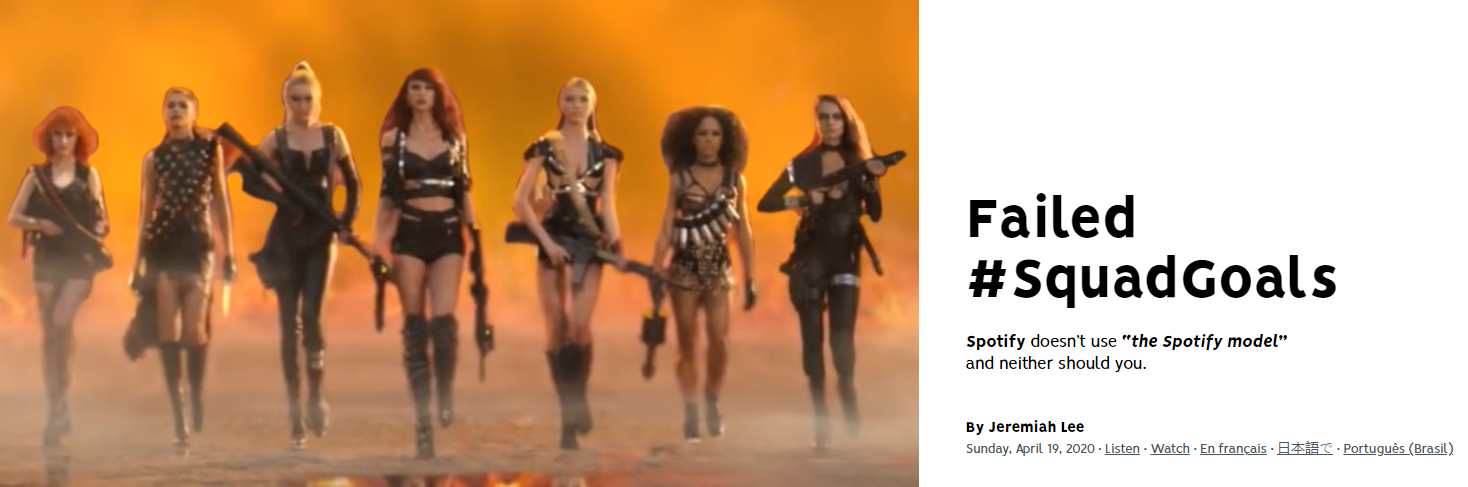 Failed
#SquadGoals
Spotify doesn't use "the Spotify model"
and neither should you.
By Jeremiah Lee
Sunday, April 19, 2020 · Listen · Watch · En français · 日本語で · Português (Brasil)